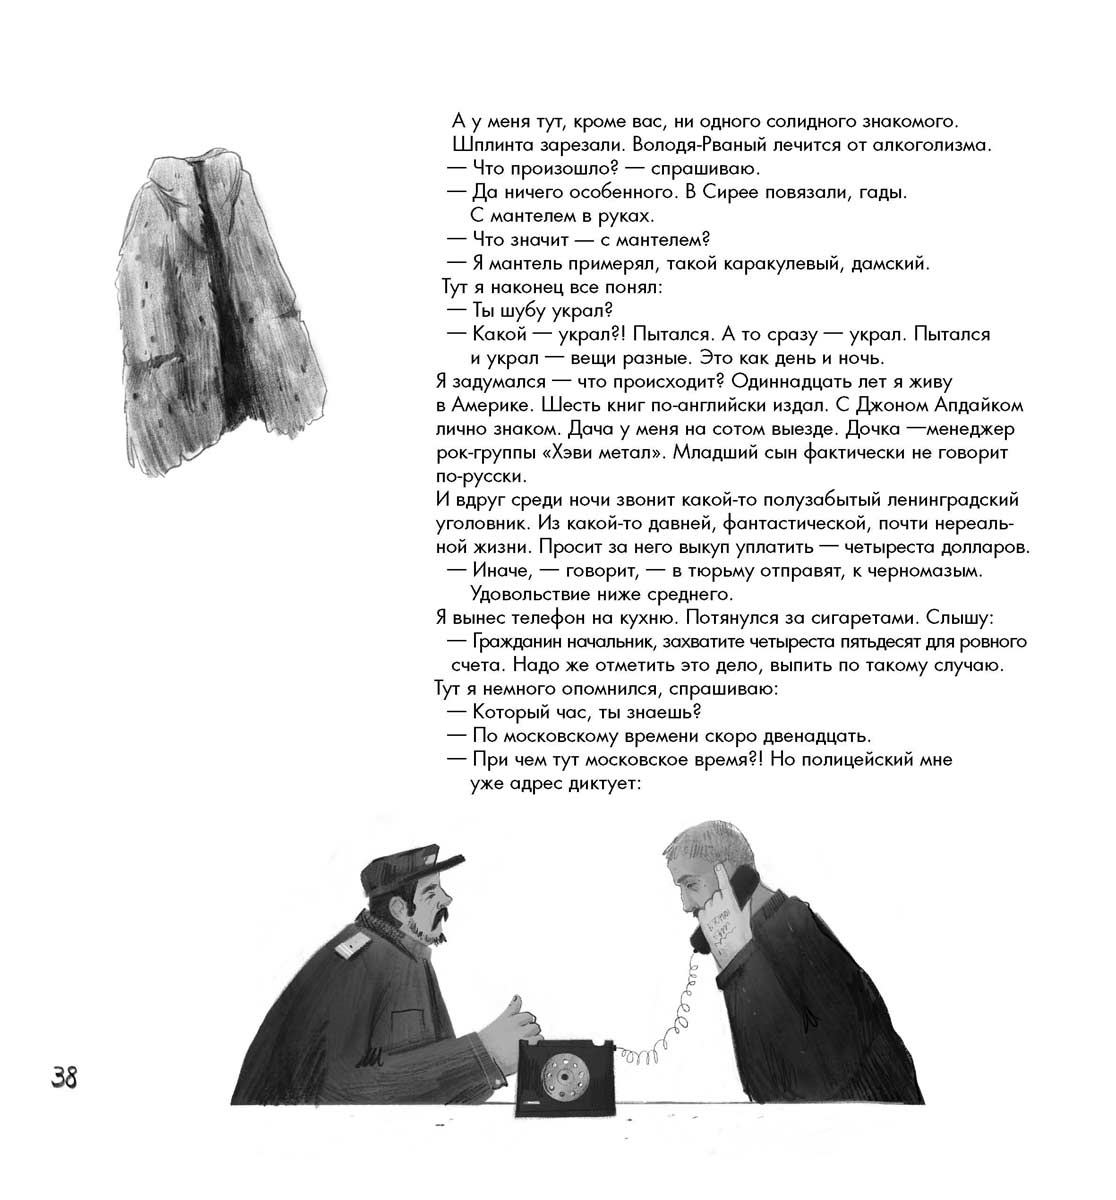 А у меня тут, кроме вас, ни одного солидного знакомого.
Шплинта зарезали. Володя-Рваный лечится от алкоголизма.
— Что произошло? — спрашиваю.
— Да ничего особенного. В Сирее повязали, гады.
С мантелем в руках.
— Что значит — с мантелем?
— Я мантель примерял, такой каракулевый, дамский.
Тут я наконец все понял:
— Ты шубу украл?
— Какой — украл?! Пытался. А то сразу — украл. Пытался
и украл — вещи разные. Это как день и ночь.
Я задумался — что происходит? Одиннадцать лет я живу
в Америке. Шесть книг по-английски издал. С Джоном Апдайком
лично знаком. Дача у меня на сотом выезде. Дочка —менеджер
рок-группы «Хэви метал». Младший сын фактически не говорит
по-русски.
И вдруг среди ночи звонит какой-то полузабытый ленинградский
уголовник. Из какой-то давней, фантастической, почти нереаль-
ной жизни. Просит за него выкуп уплатить — четыреста долларов.
— Иначе, — говорит, — в тюрьму отправят, к черномазым.
Удовольствие ниже среднего.
Я вынес телефон на кухню. Потянулся за сигаретами. Слышу:
— Гражданин начальник, захватите четыреста пятьдесят для ровного
счета. Надо же отметить это дело, выпить по такому случаю.
Тут я немного опомнился, спрашиваю:
— Который час, ты знаешь?
— По московскому времени скоро двенадцать.
— При чем тут московское время?! Но полицейский мне
уже адрес диктует:
38